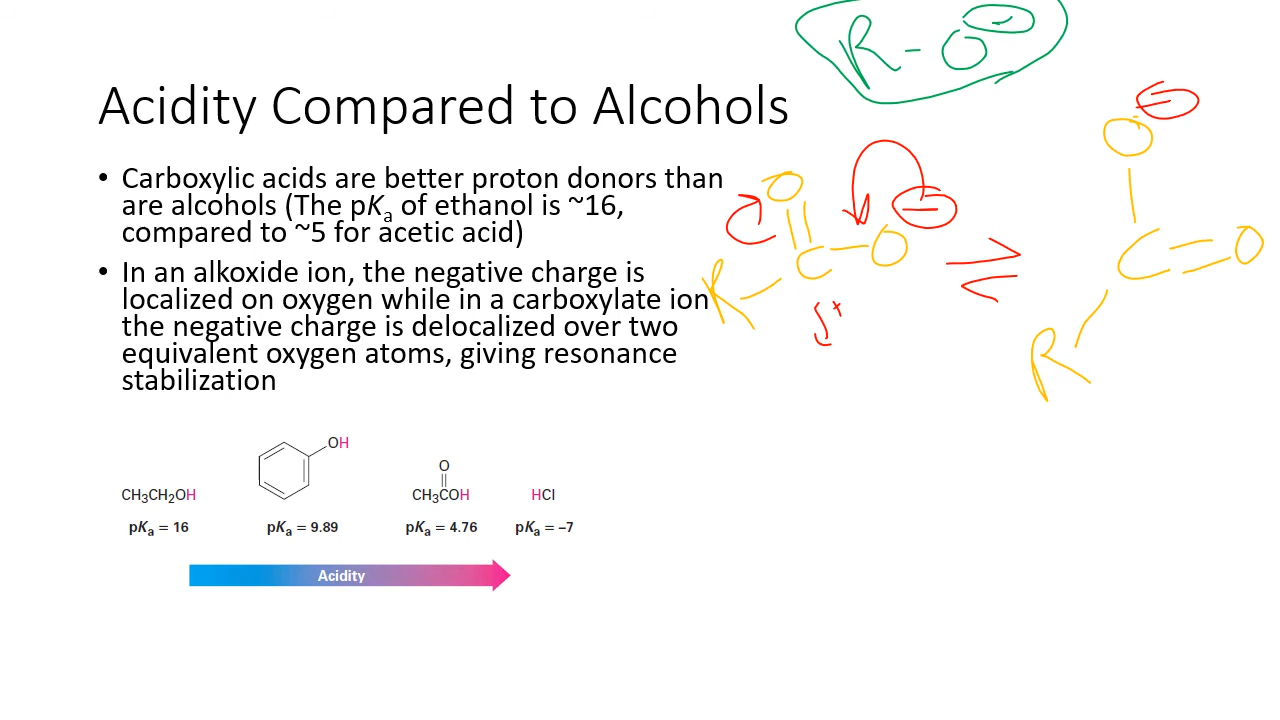 R-O⁻
Acidity Compared to Alcohols
• Carboxylic acids are better proton donors than
are alcohols (The pKa of ethanol is ~16,
compared to ~5 for acetic acid)
• In an alkoxide ion, the negative charge is
localized on oxygen while in a carboxylate ion
the negative charge is delocalized over two
equivalent oxygen atoms, giving resonance
stabilization
O
R C O −
δ+
O −
C = O
R
OH
O
CH3CH2OH
CH3COH
HCl
pKa = 16
pKa = 9.89
pKa = 4.76
pKa = –7
Acidity